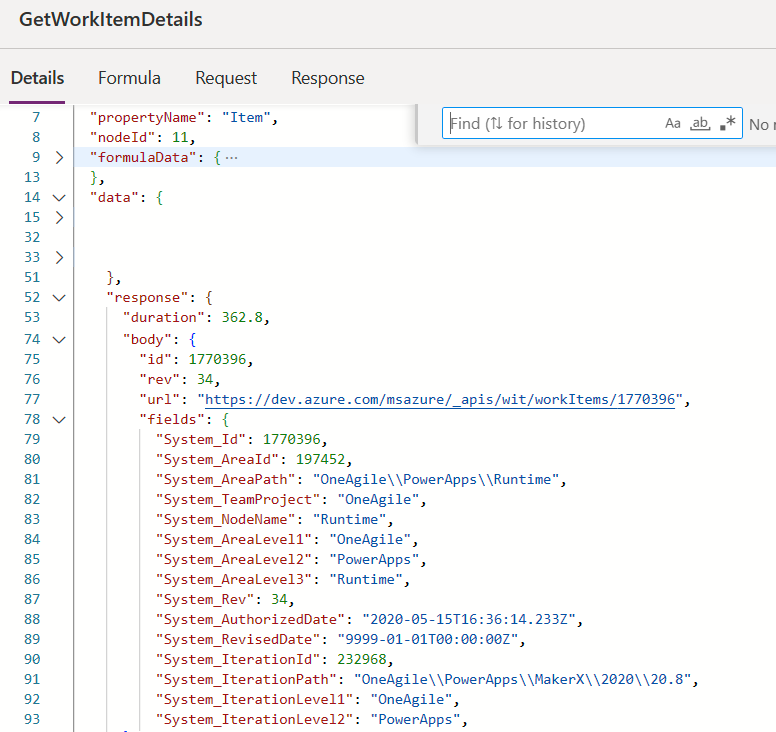 GetWorkItemDetails
Details Formula Request Response
Find (⇅ for history) Aa ab .* No r
7 "propertyName": "Item",
8 "nodeId": 11,
9 "formulaData": { ···
13 },
14 "data": {
15
32
33
51 },
52 "response": {
53 "duration": 362.8,
74 "body": {
75 "id": 1770396,
76 "rev": 34,
77 "url": "https://dev.azure.com/msazure/_apis/wit/workItems/1770396",
78 "fields": {
79 "System_Id": 1770396,
80 "System_AreaId": 197452,
81 "System_AreaPath": "OneAgile\\PowerApps\\Runtime",
82 "System_TeamProject": "OneAgile",
83 "System_NodeName": "Runtime",
84 "System_AreaLevel1": "OneAgile",
85 "System_AreaLevel2": "PowerApps",
86 "System_AreaLevel3": "Runtime",
87 "System_Rev": 34,
88 "System_AuthorizedDate": "2020-05-15T16:36:14.233Z",
89 "System_RevisedDate": "9999-01-01T00:00:00Z",
90 "System_IterationId": 232968,
91 "System_IterationPath": "OneAgile\\PowerApps\\MakerX\\2020\\20.8",
92 "System_IterationLevel1": "OneAgile",
93 "System_IterationLevel2": "PowerApps",